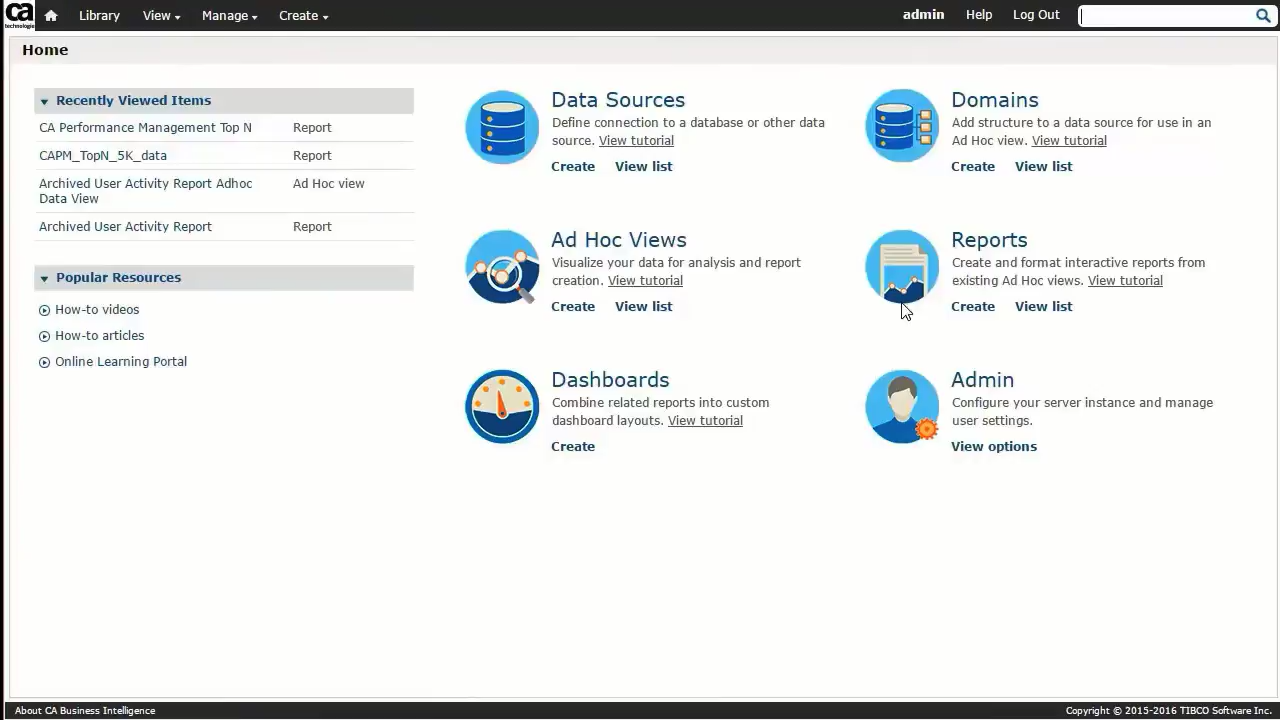 ca
technologies
Library
View
Manage
Create
admin
Help
Log Out
Home
Recently Viewed Items
CA Performance Management Top N
Report
CAPM_TopN_5K_data
Report
Archived User Activity Report Adhoc
Data View
Ad Hoc view
Archived User Activity Report
Report
Popular Resources
How-to videos
How-to articles
Online Learning Portal
Data Sources
Define connection to a database or other data
source. View tutorial
Create View list
Domains
Add structure to a data source for use in an
Ad Hoc view. View tutorial
Create View list
Ad Hoc Views
Visualize your data for analysis and report
creation. View tutorial
Create View list
Reports
Create and format interactive reports from
existing Ad Hoc views. View tutorial
Create View list
Dashboards
Combine related reports into custom
dashboard layouts. View tutorial
Create
Admin
Configure your server instance and manage
user settings.
View options
About CA Business Intelligence
Copyright © 2015-2016 TIBCO Software Inc.